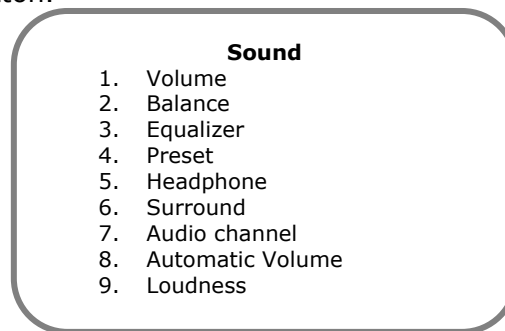 Sound
1. Volume
2. Balance
3. Equalizer
4. Preset
5. Headphone
6. Surround
7. Audio channel
8. Automatic Volume
9. Loudness